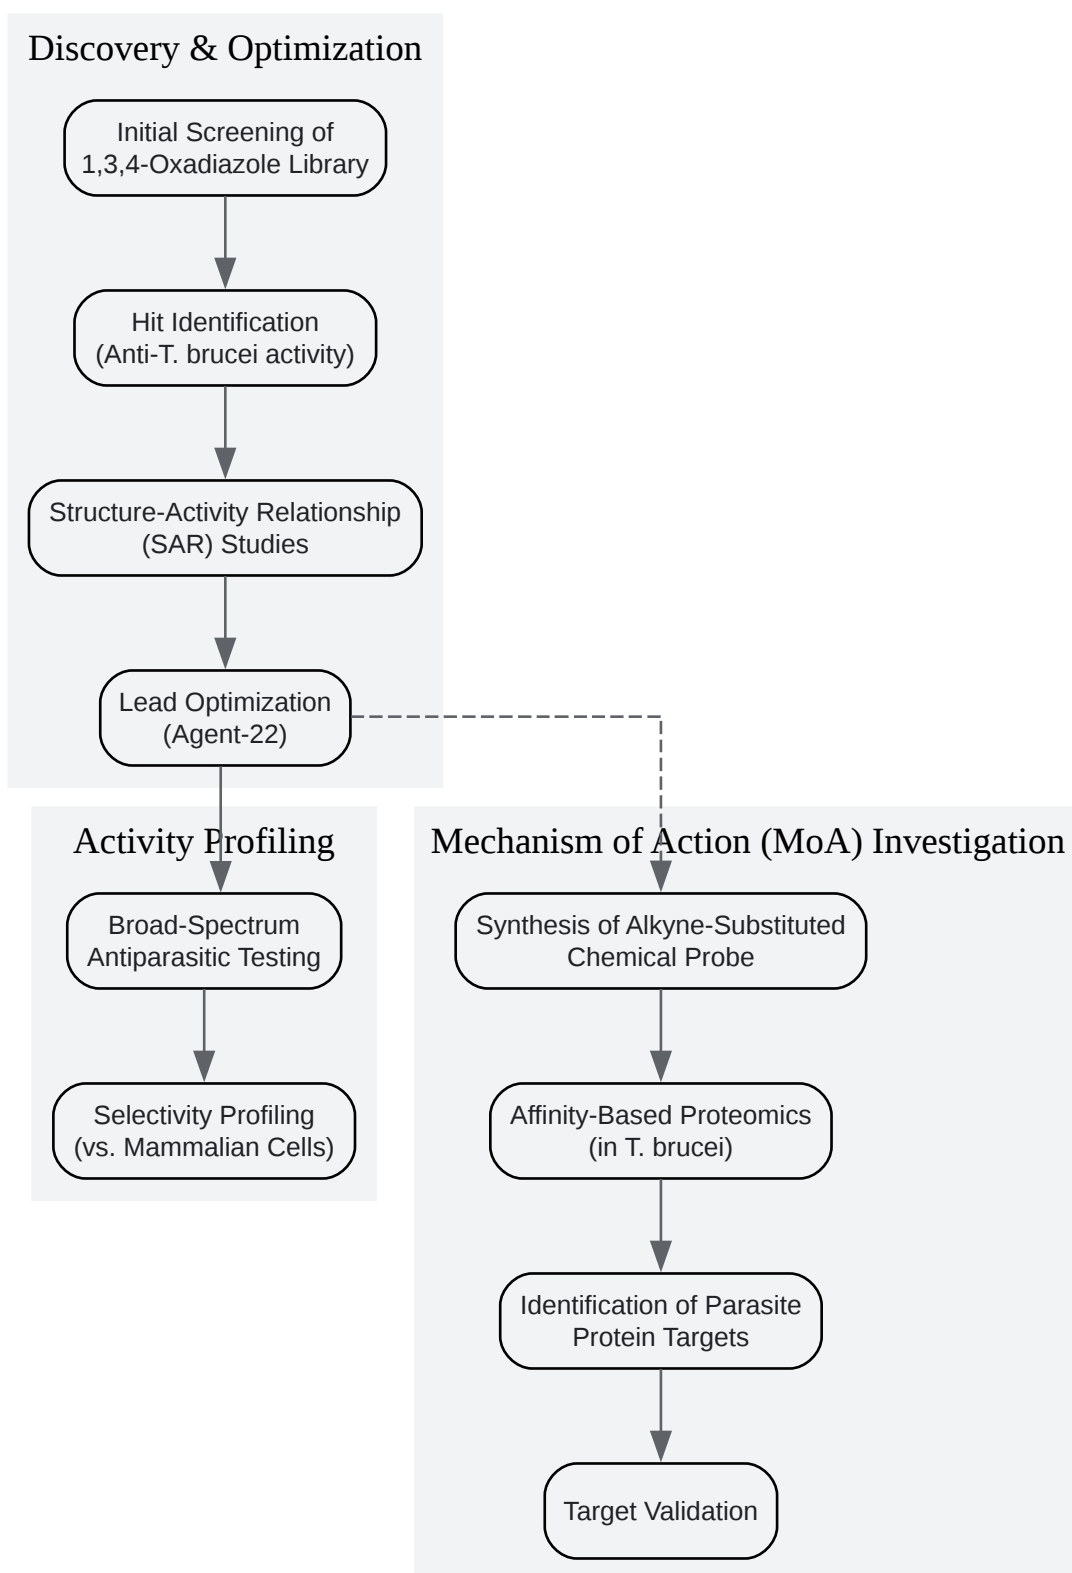 Discovery & Optimization
Initial Screening of
1,3,4-Oxadiazole Library
Hit Identification
(Anti-T. brucei activity)
Structure-Activity Relationship
(SAR) Studies
Lead Optimization
(Agent-22)
Activity Profiling
Broad-Spectrum
Antiparasitic Testing
Selectivity Profiling
(vs. Mammalian Cells)
Mechanism of Action (MoA) Investigation
Synthesis of Alkyne-Substituted
Chemical Probe
Affinity-Based Proteomics
(in T. brucei)
Identification of Parasite
Protein Targets
Target Validation